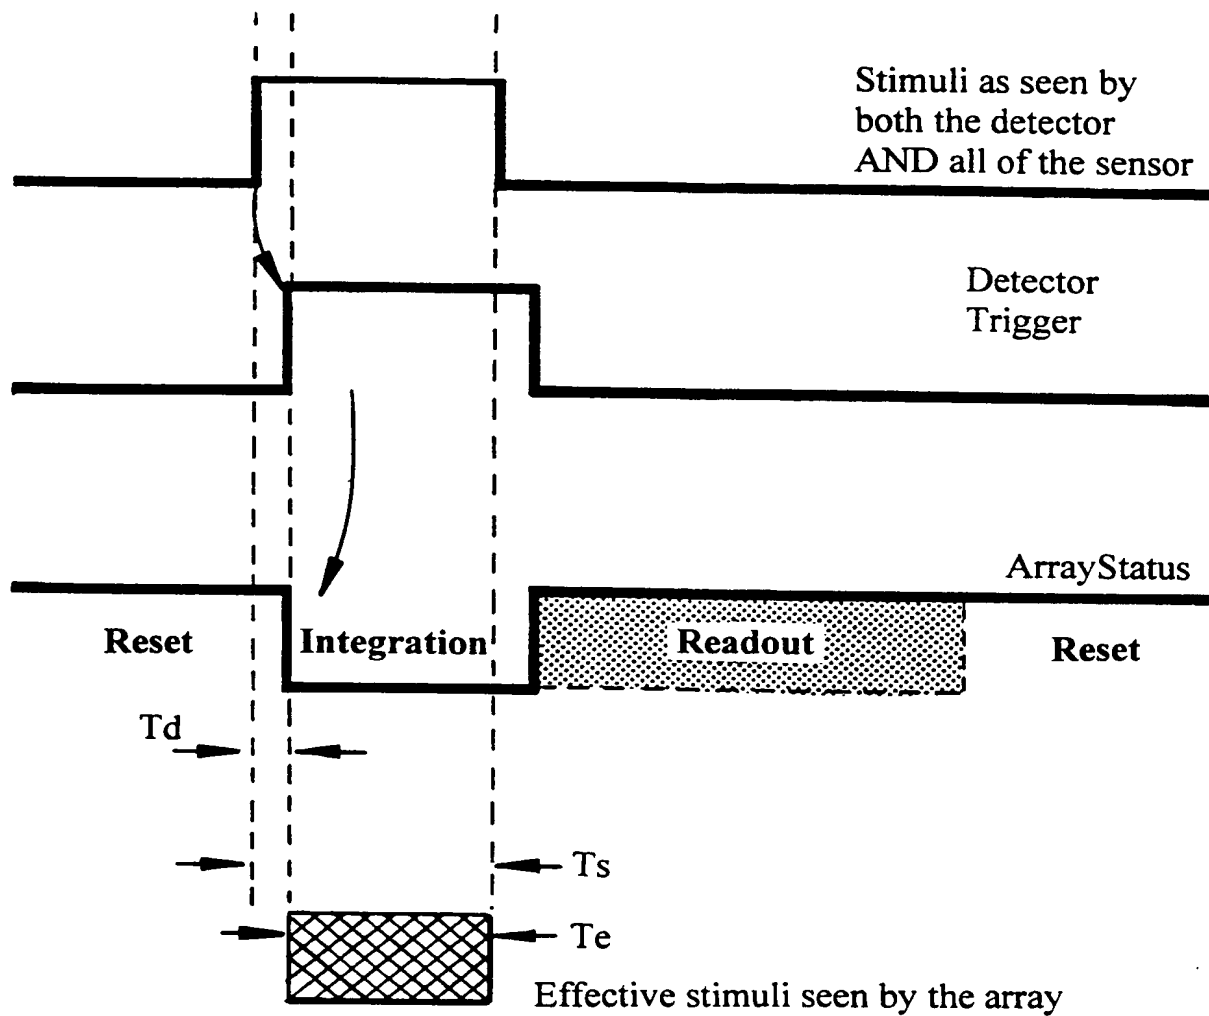 Stimuli as seen by
both the detector
AND all of the sensor
Detector
Trigger
ArrayStatus
Reset
Integration
Readout
Reset
Td
Ts
Te
Effective stimuli seen by the array